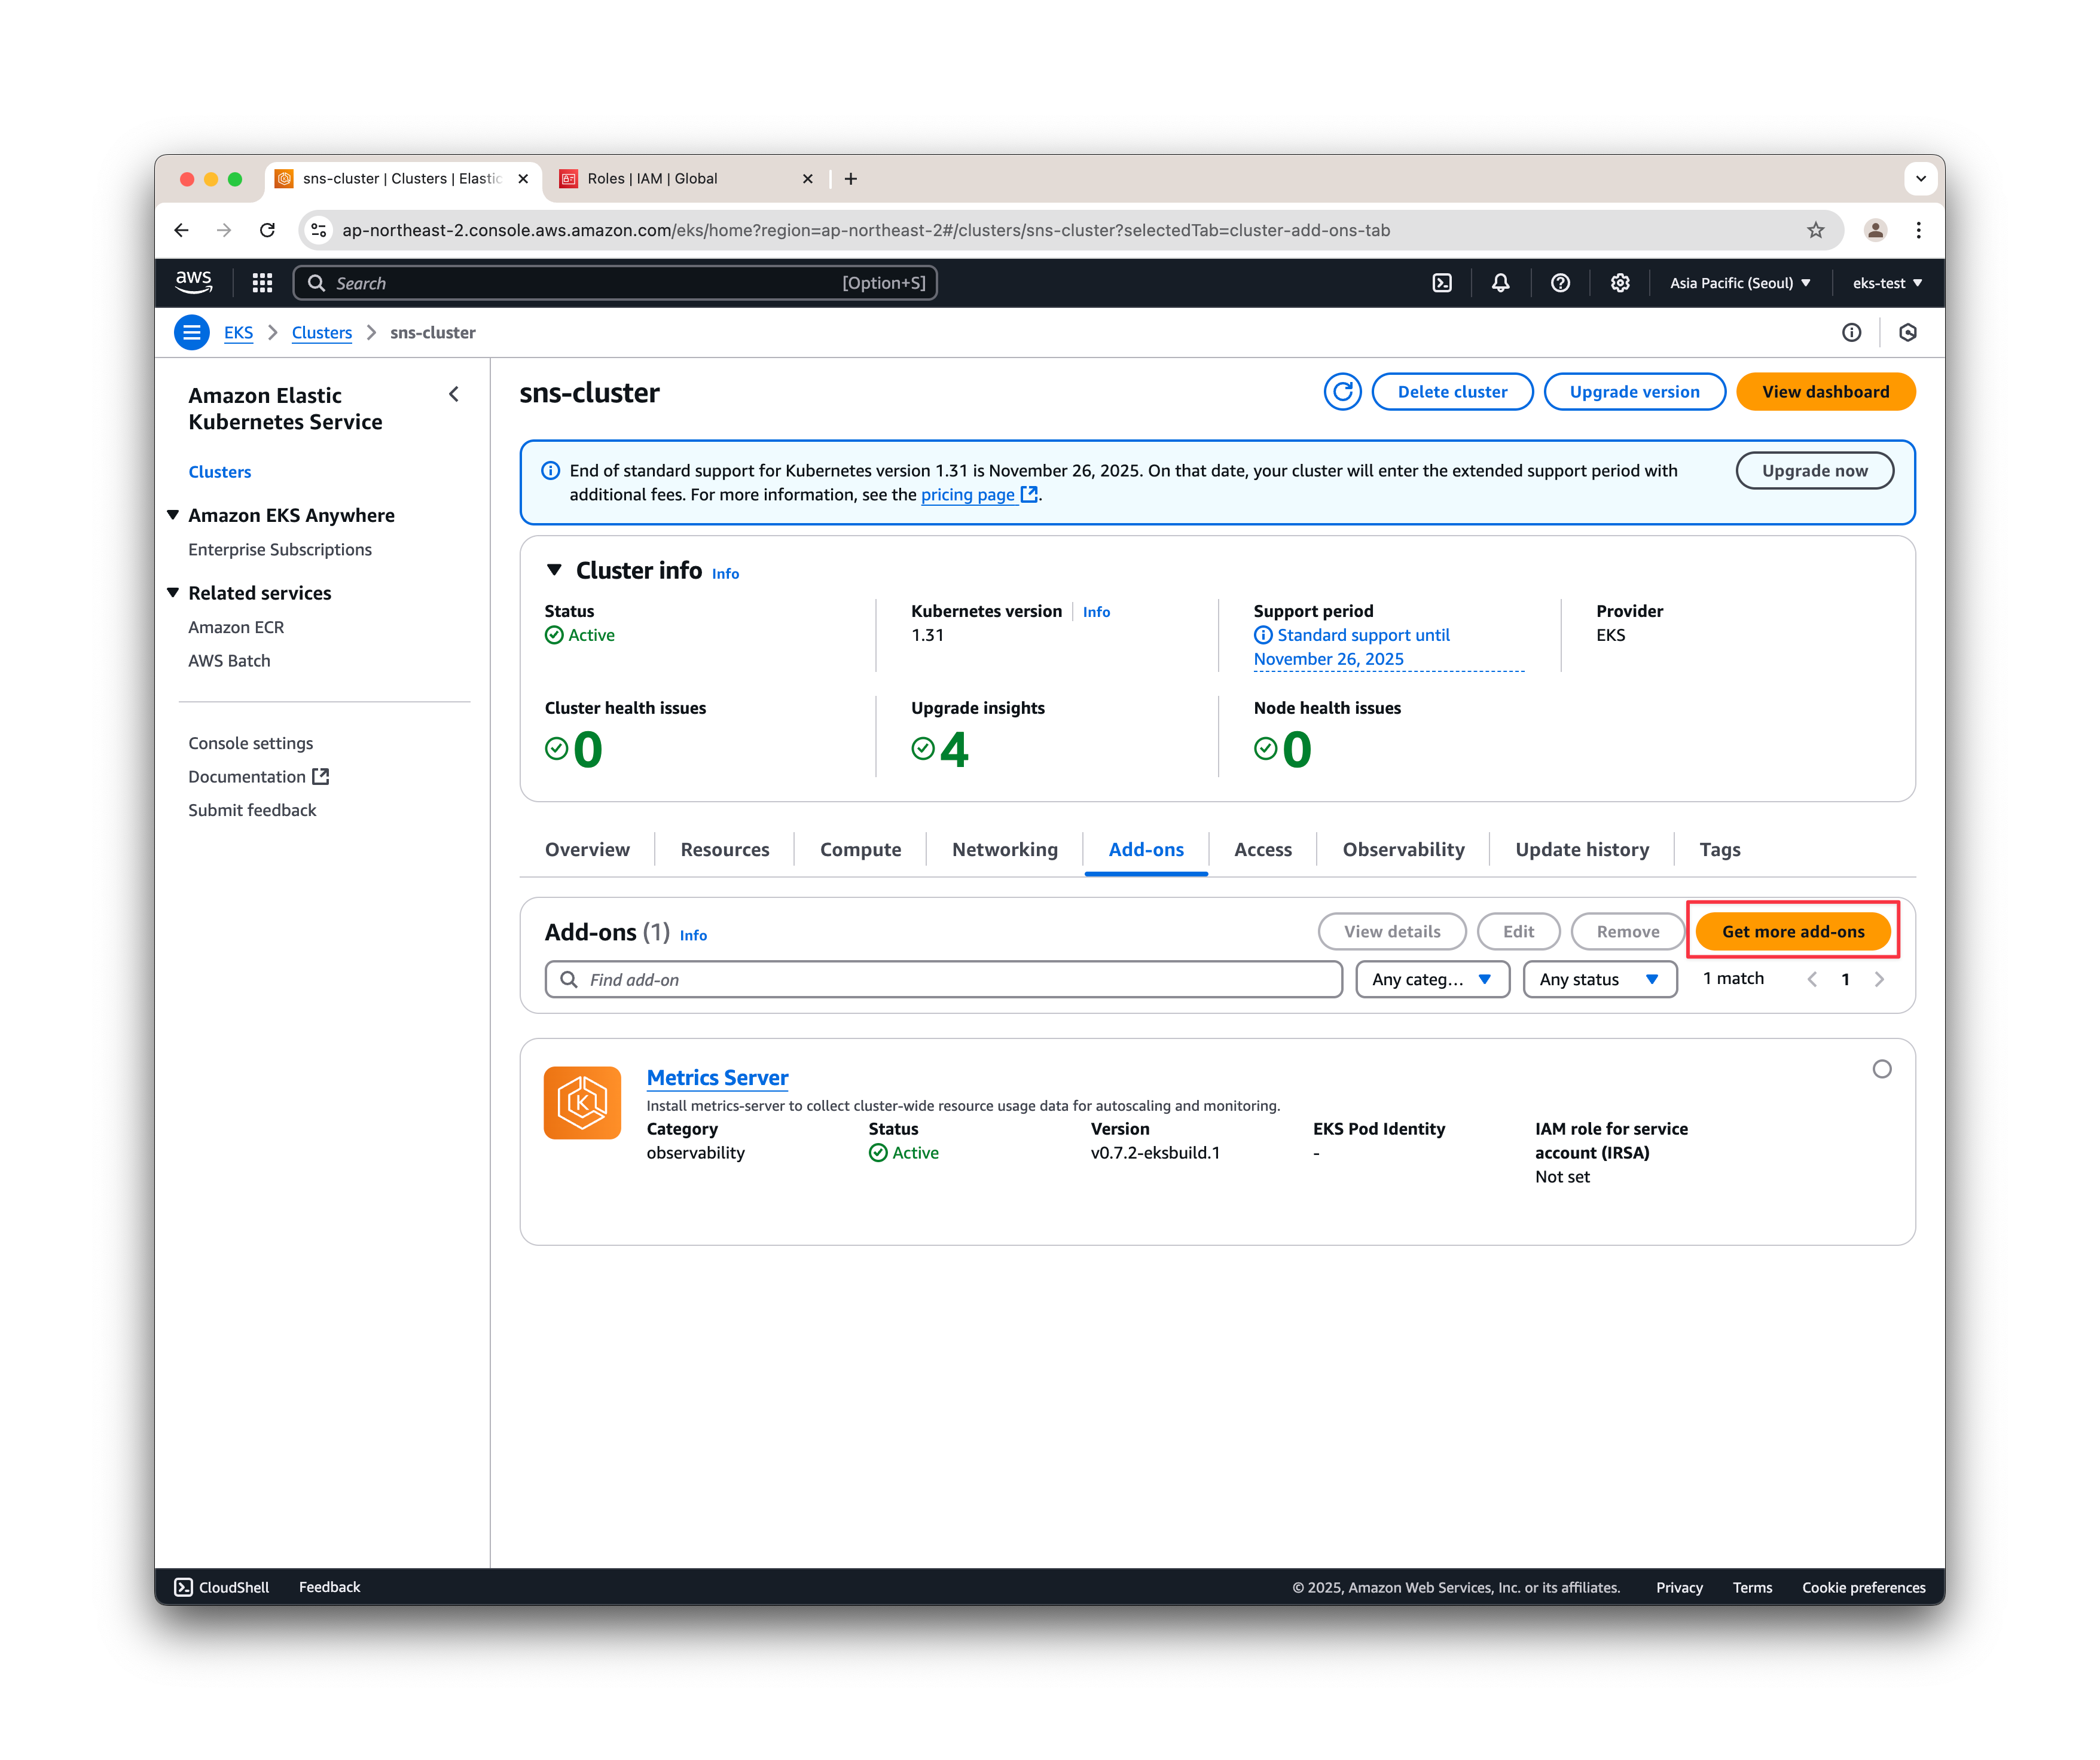 sns-cluster | Clusters | Elastic
Roles | IAM | Global
ap-northeast-2.console.aws.amazon.com/eks/home?region=ap-northeast-2#/clusters/sns-cluster?selectedTab=cluster-add-ons-tab
aws
Search
[Option+S]
Asia Pacific (Seoul)
eks-test
EKS
Clusters
sns-cluster
Amazon Elastic
Kubernetes Service
Clusters
Amazon EKS Anywhere
Enterprise Subscriptions
Related services
Amazon ECR
AWS Batch
Console settings
Documentation
Submit feedback
sns-cluster
Delete cluster
Upgrade version
View dashboard
End of standard support for Kubernetes version 1.31 is November 26, 2025. On that date, your cluster will enter the extended support period with
additional fees. For more information, see the pricing page.
Upgrade now
Cluster info Info
Status
Active
Kubernetes version Info
1.31
Support period
Standard support until
November 26, 2025
Provider
EKS
Cluster health issues
0
Upgrade insights
4
Node health issues
0
Overview
Resources
Compute
Networking
Add-ons
Access
Observability
Update history
Tags
Add-ons (1) Info
View details
Edit
Remove
Get more add-ons
Find add-on
Any categ...
Any status
1 match
1
K
Metrics Server
Install metrics-server to collect cluster-wide resource usage data for autoscaling and monitoring.
Category
observability
Status
Active
Version
v0.7.2-eksbuild.1
EKS Pod Identity
-
IAM role for service
account (IRSA)
Not set
CloudShell
Feedback
© 2025, Amazon Web Services, Inc. or its affiliates.
Privacy
Terms
Cookie preferences